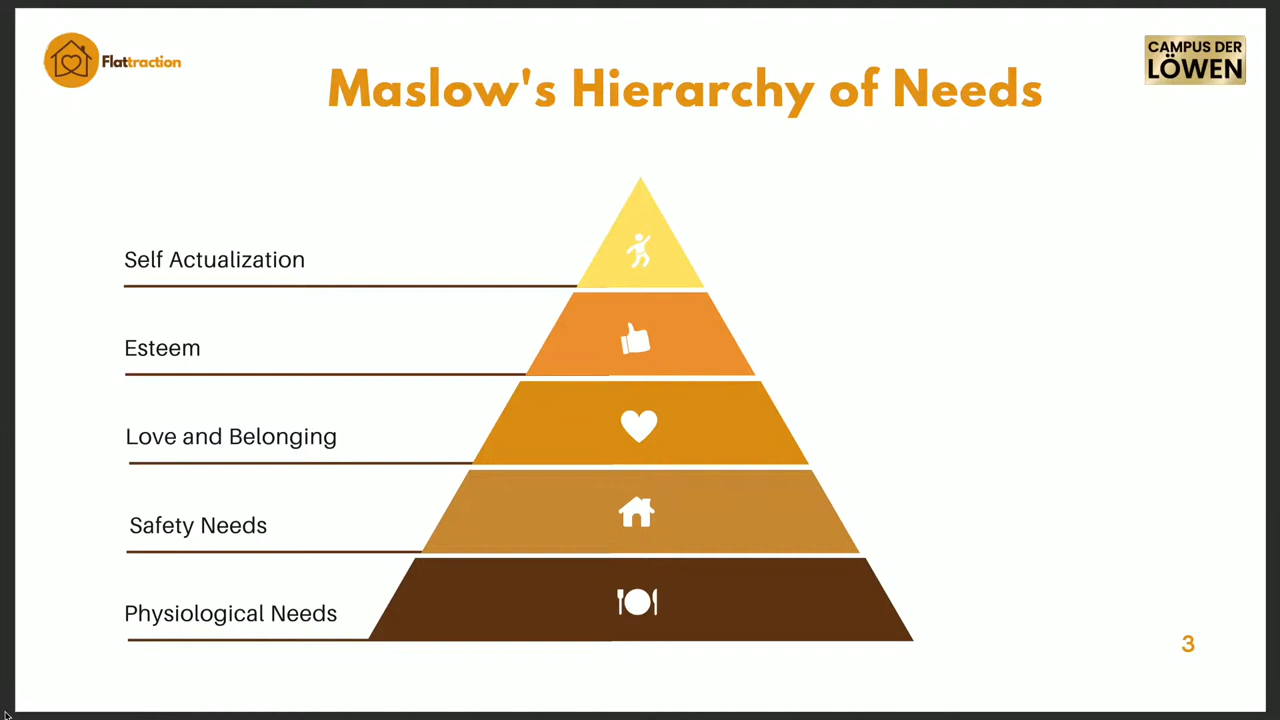 Flattraction
Maslow's Hierarchy of Needs
CAMPUS DER
LÖWEN
Self Actualization
Esteem
Love and Belonging
Safety Needs
Physiological Needs
3